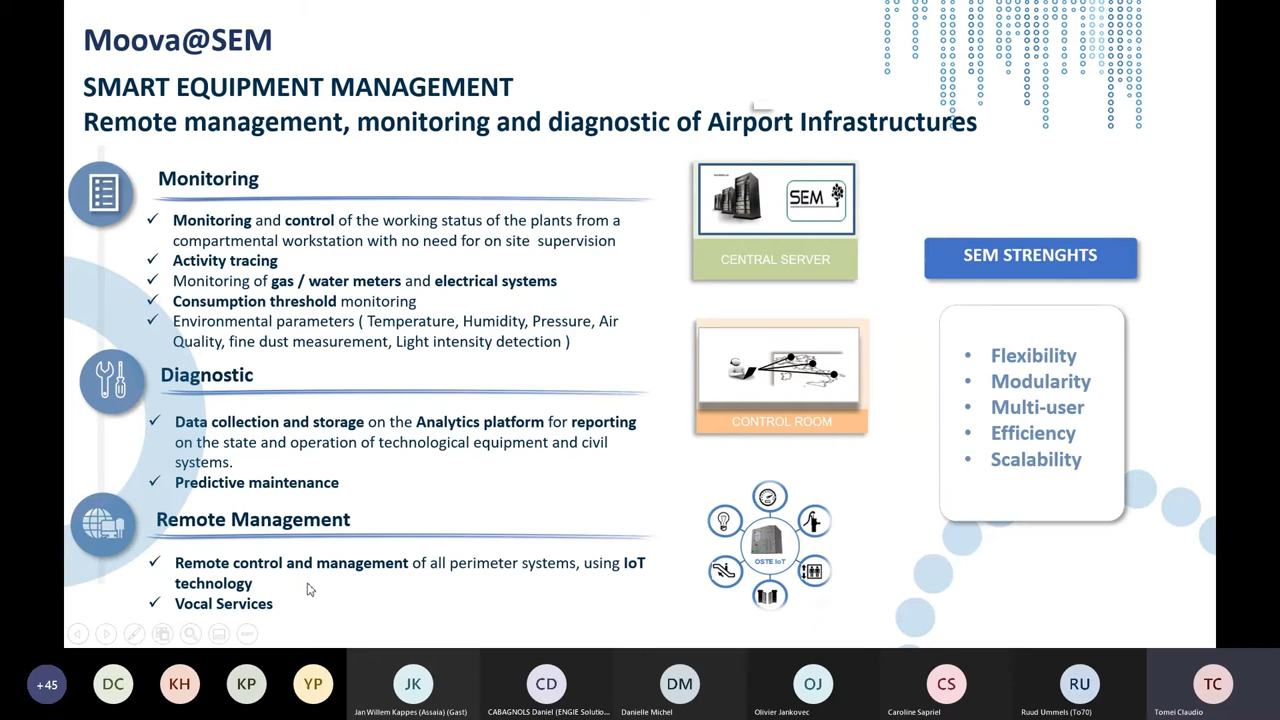 Moova@SEM
SMART EQUIPMENT MANAGEMENT
Remote management, monitoring and diagnostic of Airport Infrastructures
Monitoring
Monitoring and control of the working status of the plants from a
compartmental workstation with no need for on site supervision
Activity tracing
Monitoring of gas / water meters and electrical systems
Consumption threshold monitoring
Environmental parameters ( Temperature, Humidity, Pressure, Air
Quality, fine dust measurement, Light intensity detection )
Diagnostic
Data collection and storage on the Analytics platform for reporting
on the state and operation of technological equipment and civil
systems.
Predictive maintenance
Remote Management
Remote control and management of all perimeter systems, using IoT
technology
Vocal Services
SEM
CENTRAL SERVER
CONTROL ROOM
OSTE IoT
SEM STRENGHTS
• Flexibility
• Modularity
• Multi-user
• Efficiency
• Scalability
+45
DC
KH
KP
YP
JK
CD
DM
OJ
CS
RU
TC
Jan Willem Kappes (Assaia) (Gast)
CABAGNOLS Daniel (ENGIE Solutio...
Danielle Michel
Olivier Jankovec
Caroline Sapriel
Ruud Ummels (To70)
Tomei Claudio